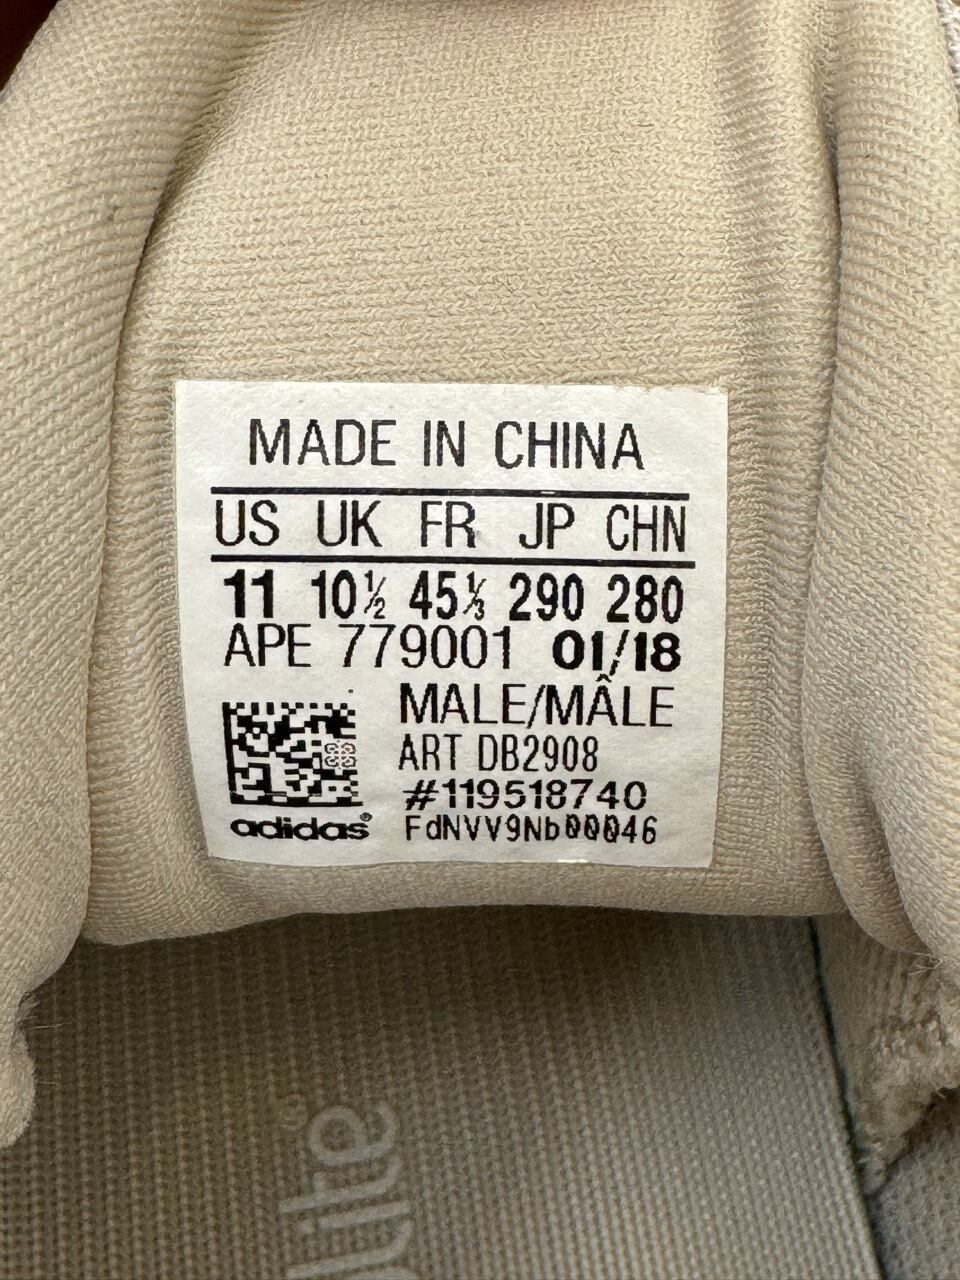 MADE IN CHINA
US UK FR JP CHN
11 10½ 45⅓ 290 280
APE 779001 01/18
MALE/MÂLE
ART DB2908
#119518740
adidas® FdNVV9Nb00046